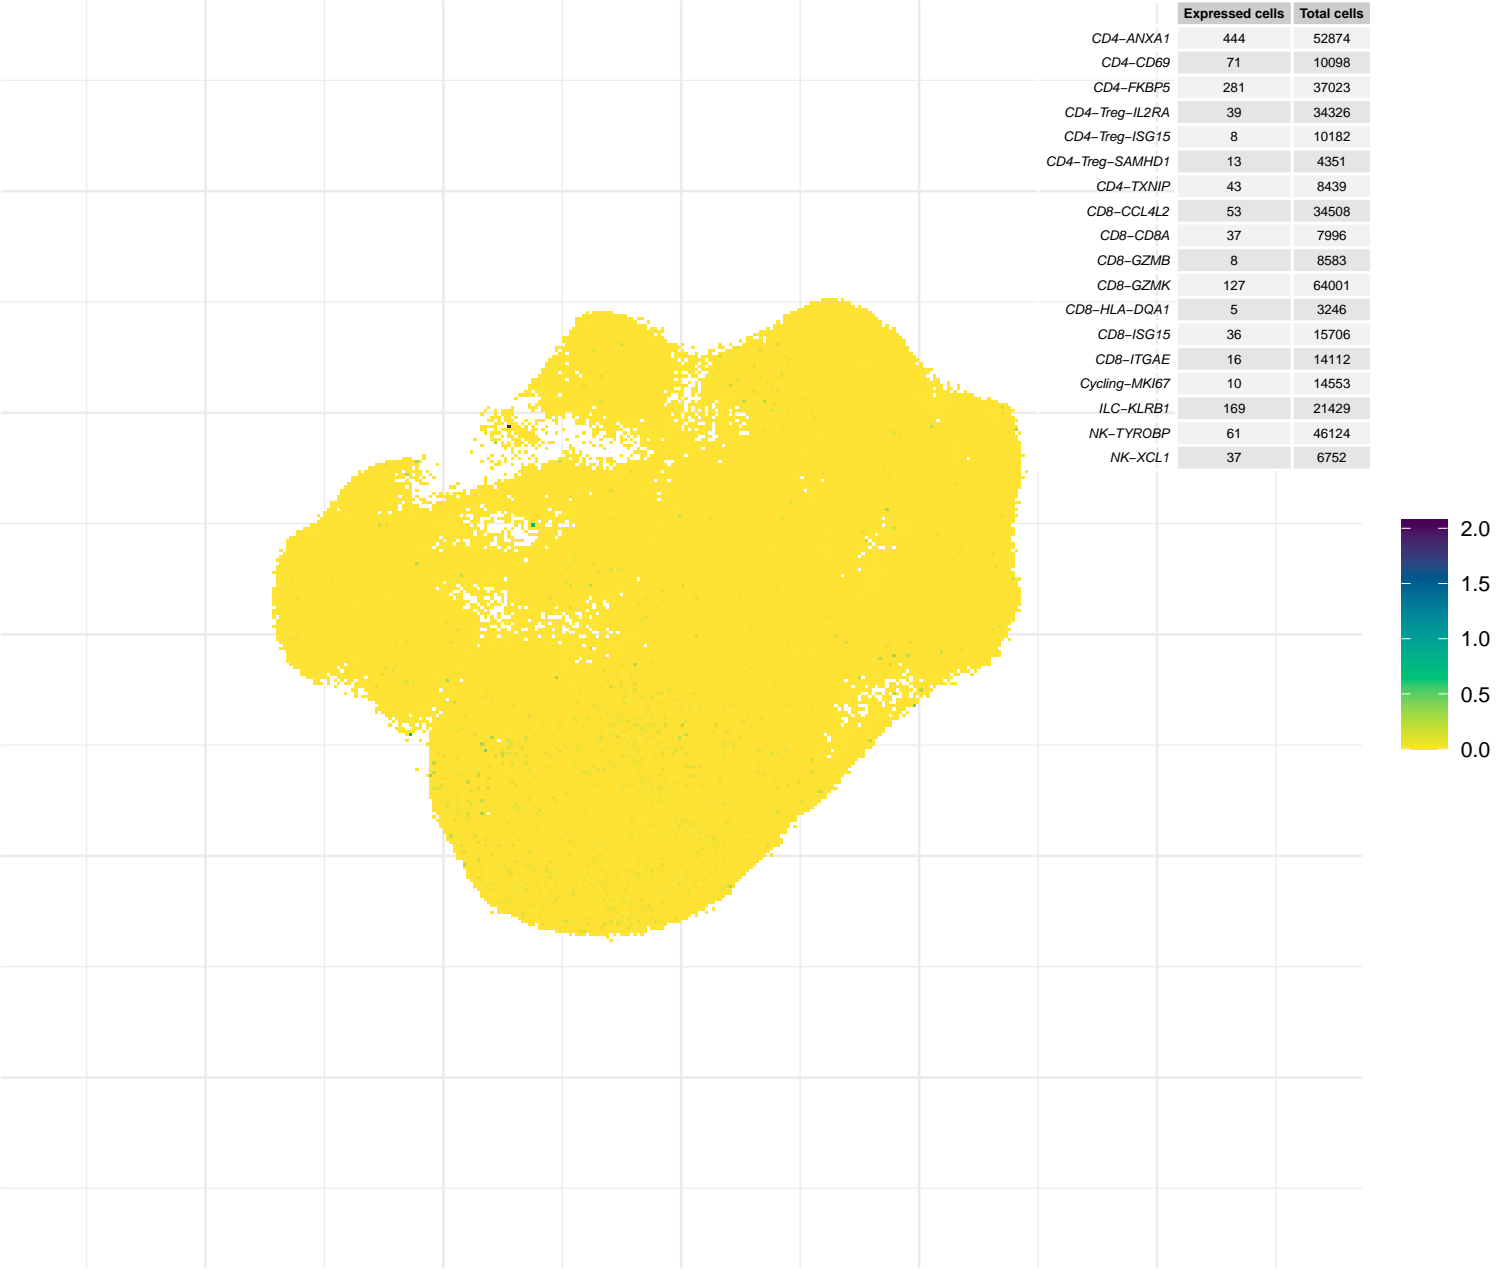 Expressed cells Total cells
CD4−ANXA1 444 52874
CD4−CD69 71 10098
CD4−FKBP5 281 37023
CD4−Treg−IL2RA 39 34326
CD4−Treg−ISG15 8 10182
CD4−Treg−SAMHD1 13 4351
CD4−TXNIP 43 8439
CD8−CCL4L2 53 34508
CD8−CD8A 37 7996
CD8−GZMB 8 8583
CD8−GZMK 127 64001
CD8−HLA−DQA1 5 3246
CD8−ISG15 36 15706
CD8−ITGAE 16 14112
Cycling−MKI67 10 14553
ILC−KLRB1 169 21429
NK−TYROBP 61 46124
NK−XCL1 37 6752
2.0
1.5
1.0
0.5
0.0